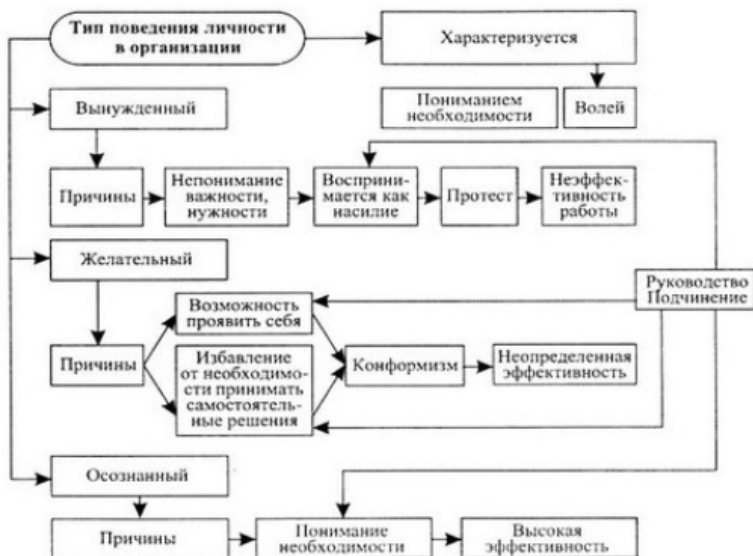 Тип поведения личности
в организации
Характеризуется
Вынужденный
Пониманием
необходимости
Волей
Причины
Непонимание
важности,
нужности
Восприни-
мается как
насилие
Протест
Неэффек-
тивность
работы
Желательный
Руководство
Подчинение
Возможность
проявить себя
Причины
Избавление
от необходимо-
сти принимать
самостоятель-
ные решения
Конформизм
Неопределенная
эффективность
Осознанный
Причины
Понимание
необходимости
Высокая
эффективность